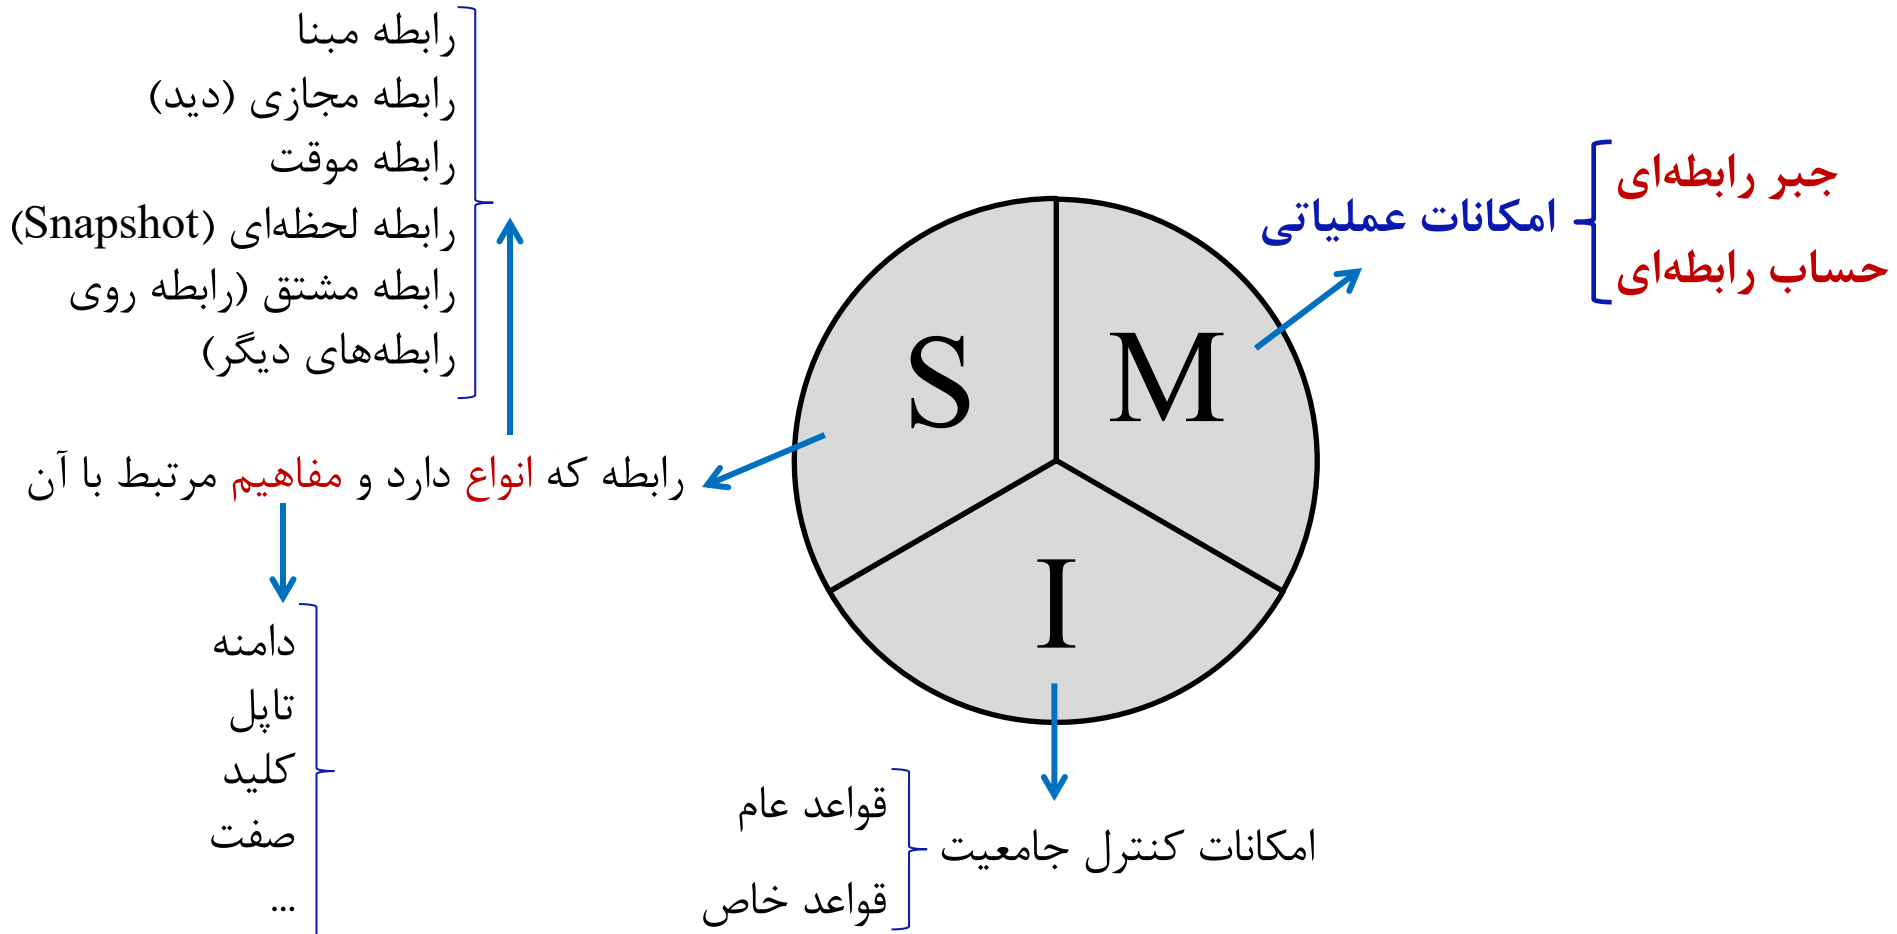 رابطه مبنا
رابطه مجازی (دید)
رابطه موقت
رابطه لحظه‌ای (Snapshot)
رابطه مشتق (رابطه روی
رابطه‌های دیگر)
جبر رابطه‌ای
امکانات عملیاتی
حساب رابطه‌ای
S
M
I
رابطه که انواع دارد و مفاهیم مرتبط با آن
دامنه
تاپل
کلید
صفت
...
امکانات کنترل جامعیت
قواعد عام
قواعد خاص